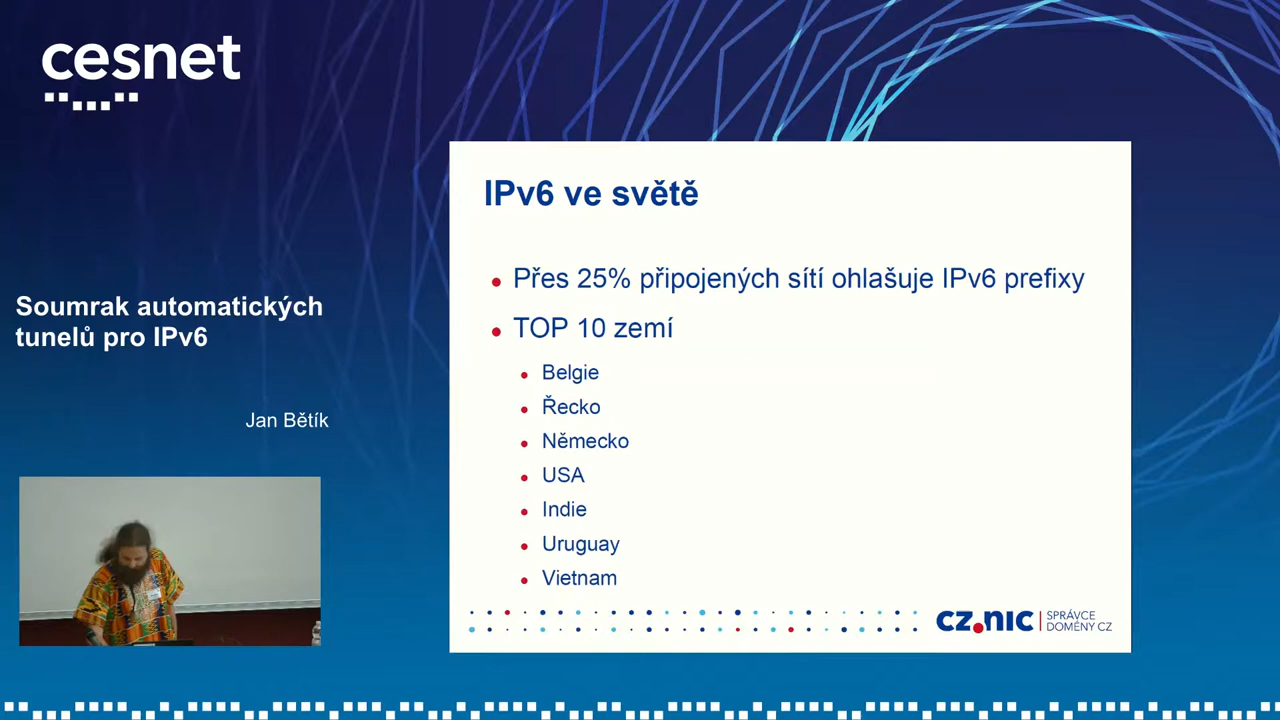 cesnet
Soumrak automatických
tunelů pro IPv6
Jan Bětík
IPv6 ve světě
Přes 25% připojených sítí ohlašuje IPv6 prefixy
TOP 10 zemí
Belgie
Řecko
Německo
USA
Indie
Uruguay
Vietnam
CZ.NIC
SPRÁVCE
DOMÉNY CZ